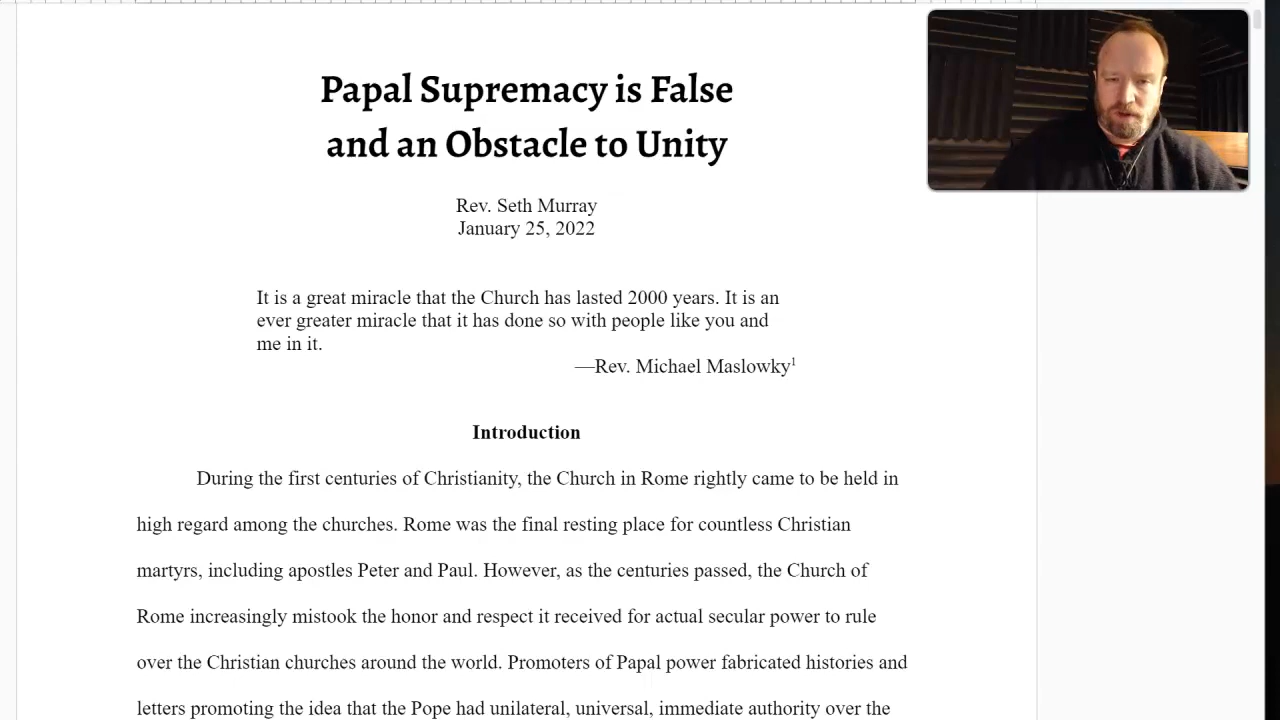 Papal Supremacy is False
and an Obstacle to Unity
Rev. Seth Murray
January 25, 2022
It is a great miracle that the Church has lasted 2000 years. It is an
ever greater miracle that it has done so with people like you and
me in it.
—Rev. Michael Maslowky¹
Introduction
During the first centuries of Christianity, the Church in Rome rightly came to be held in
high regard among the churches. Rome was the final resting place for countless Christian
martyrs, including apostles Peter and Paul. However, as the centuries passed, the Church of
Rome increasingly mistook the honor and respect it received for actual secular power to rule
over the Christian churches around the world. Promoters of Papal power fabricated histories and
letters promoting the idea that the Pope had unilateral, universal, immediate authority over the